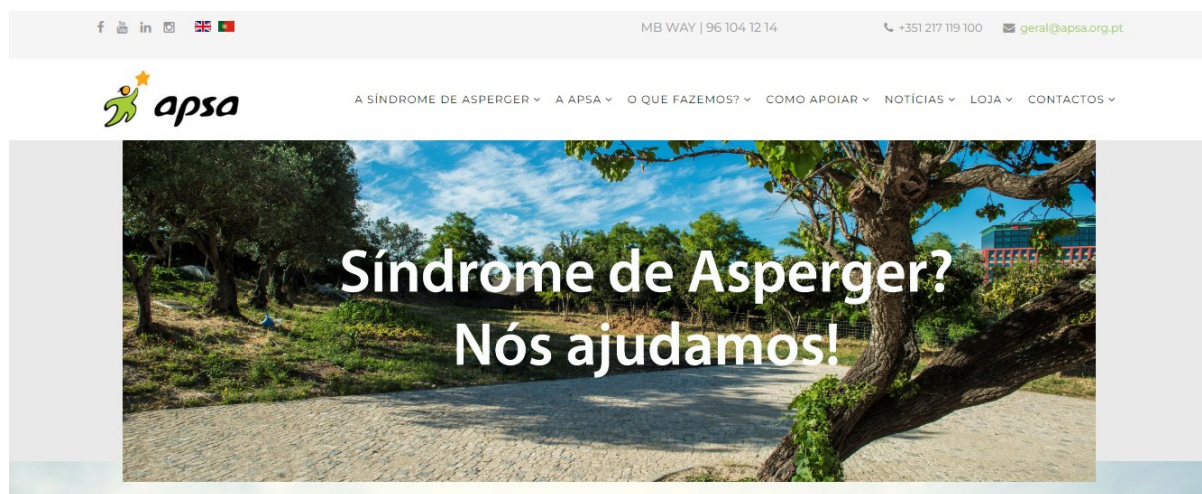 MB WAY | 96 104 12 14
+351 217 119 100
geral@apsa.org.pt
apsa
A SÍNDROME DE ASPERGER
A APSA
O QUE FAZEMOS?
COMO APOIAR
NOTÍCIAS
LOJA
CONTACTOS
Síndrome de Asperger?
Nós ajudamos!